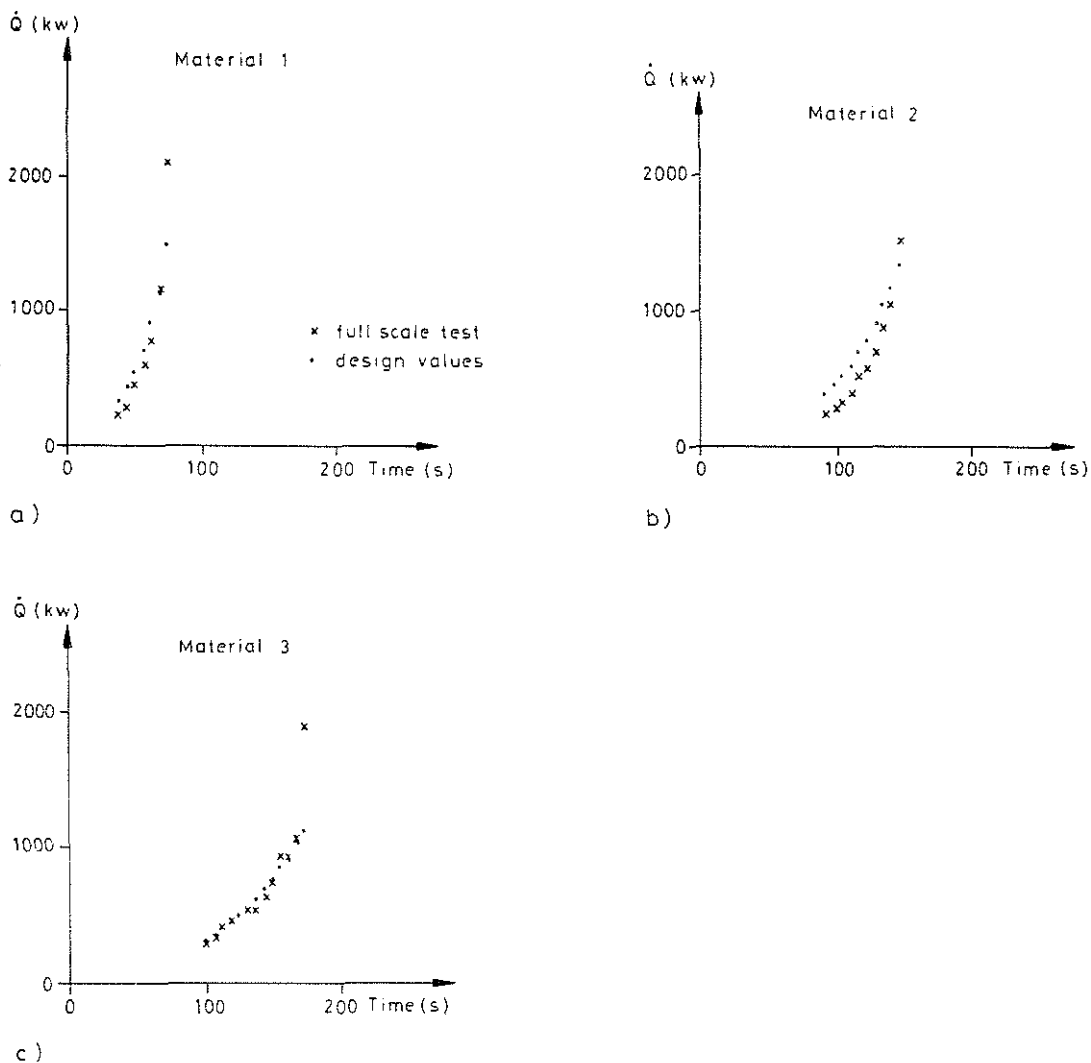 Q̇ (kw)
Material 1
2000
1000
0
0 100 200 Time (s)
x full scale test
· design values
a)
Q̇ (kw)
Material 2
2000
1000
0
0 100 200 Time (s)
b)
Q̇ (kw)
Material 3
2000
1000
0
0 100 200 Time (s)
c)